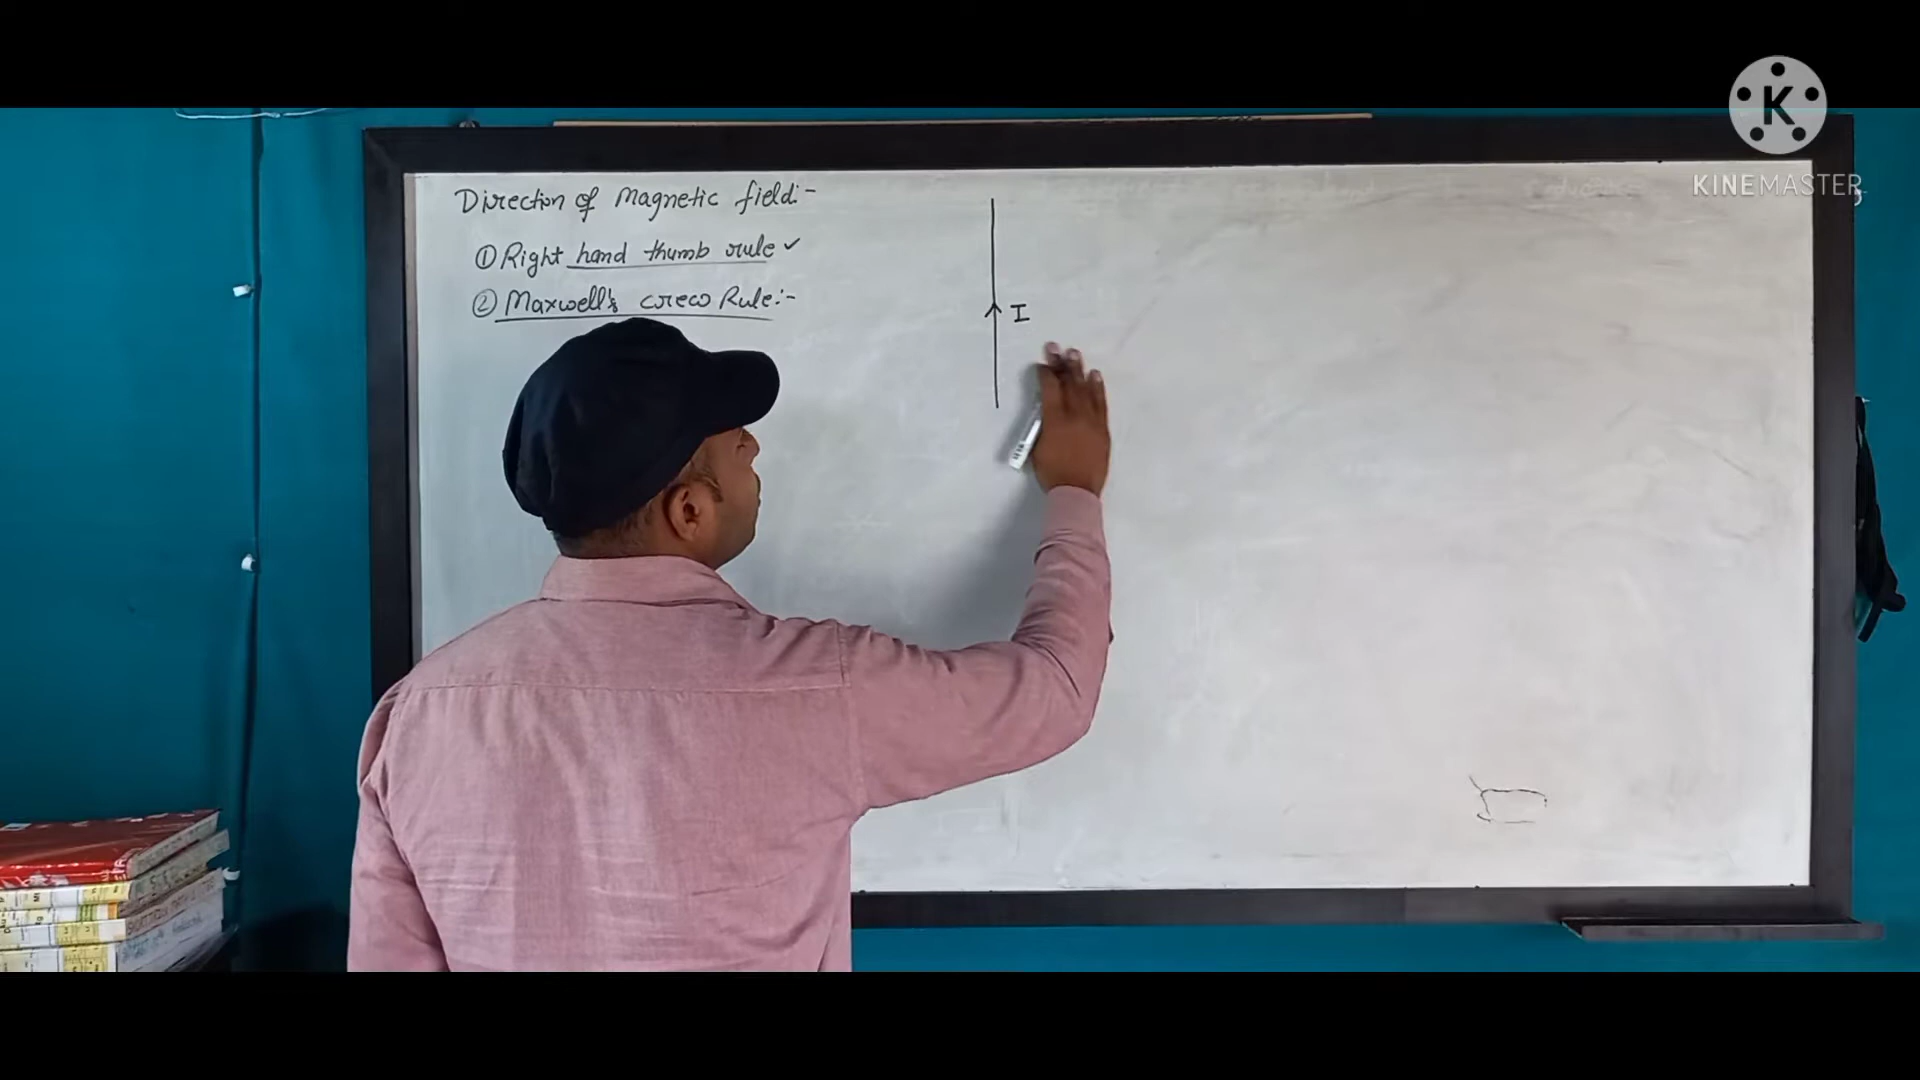 Direction of Magnetic field:-
① Right hand thumb rule ✓
② Maxwell's crew Rule:-
I
K
KINEMASTER